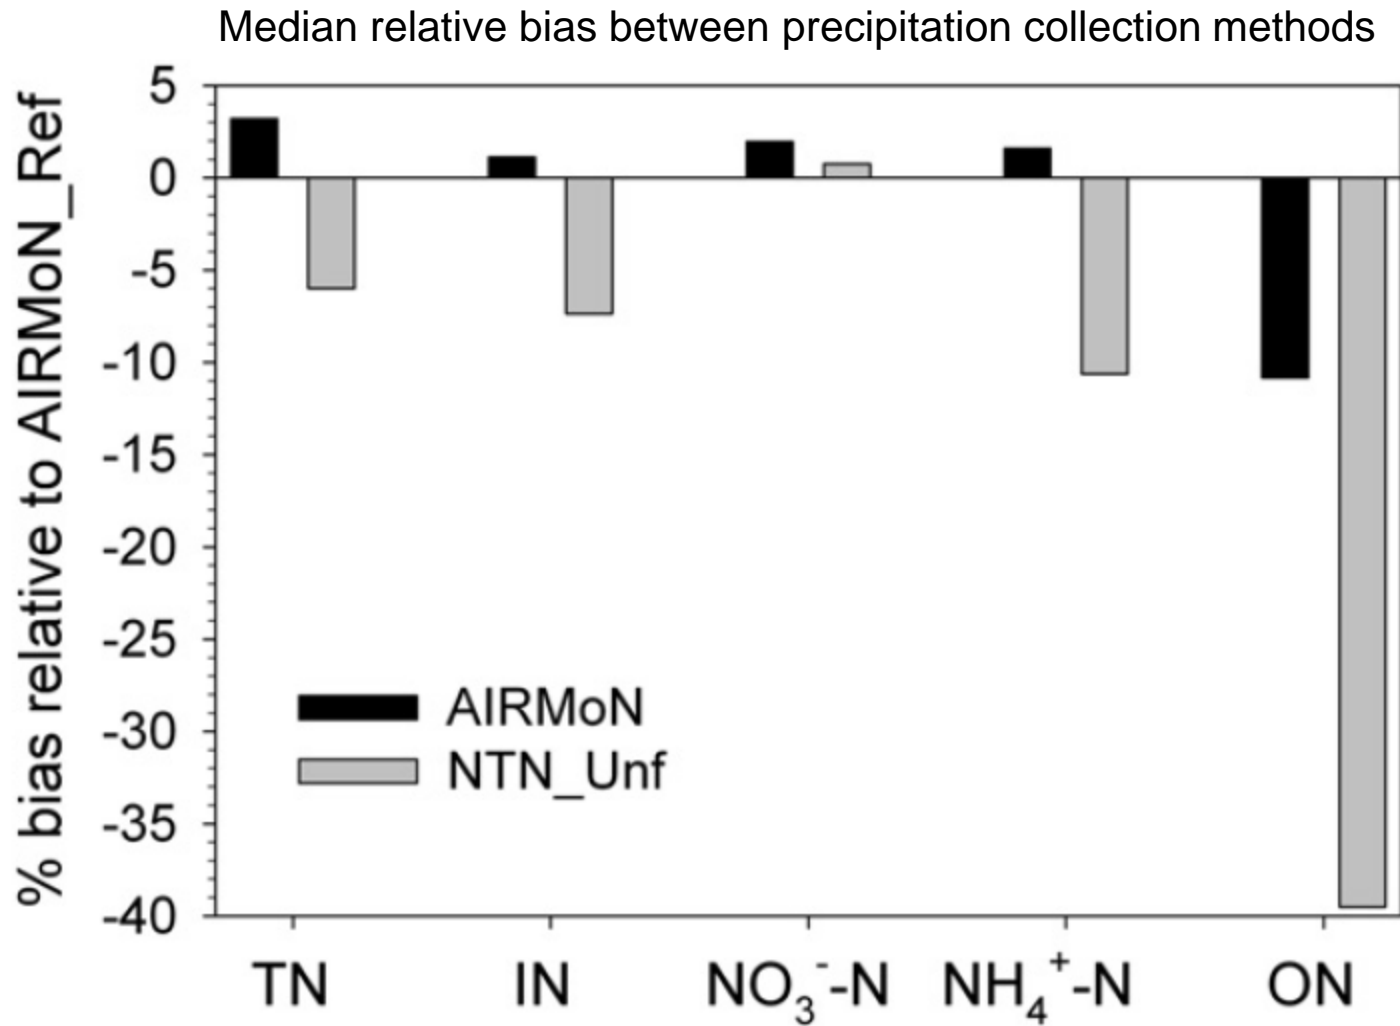 Median relative bias between precipitation collection methods
% bias relative to AIRMoN_Ref
5
0
-5
-10
-15
-20
-25
-30
-35
-40
AIRMoN
NTN_Unf
TN IN NO₃⁻-N NH₄⁺-N ON